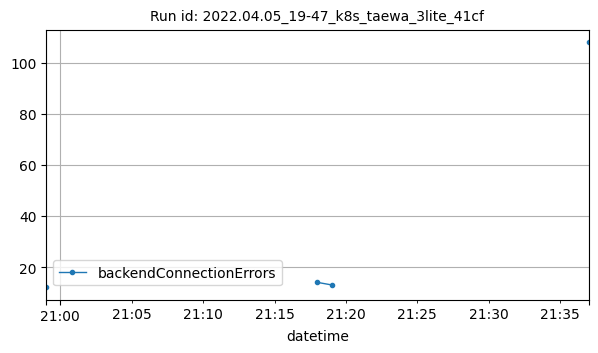 Run id: 2022.04.05_19-47_k8s_taewa_3lite_41cf
100
80
60
40
20
backendConnectionErrors
21:00 21:05 21:10 21:15 21:20 21:25 21:30 21:35
datetime